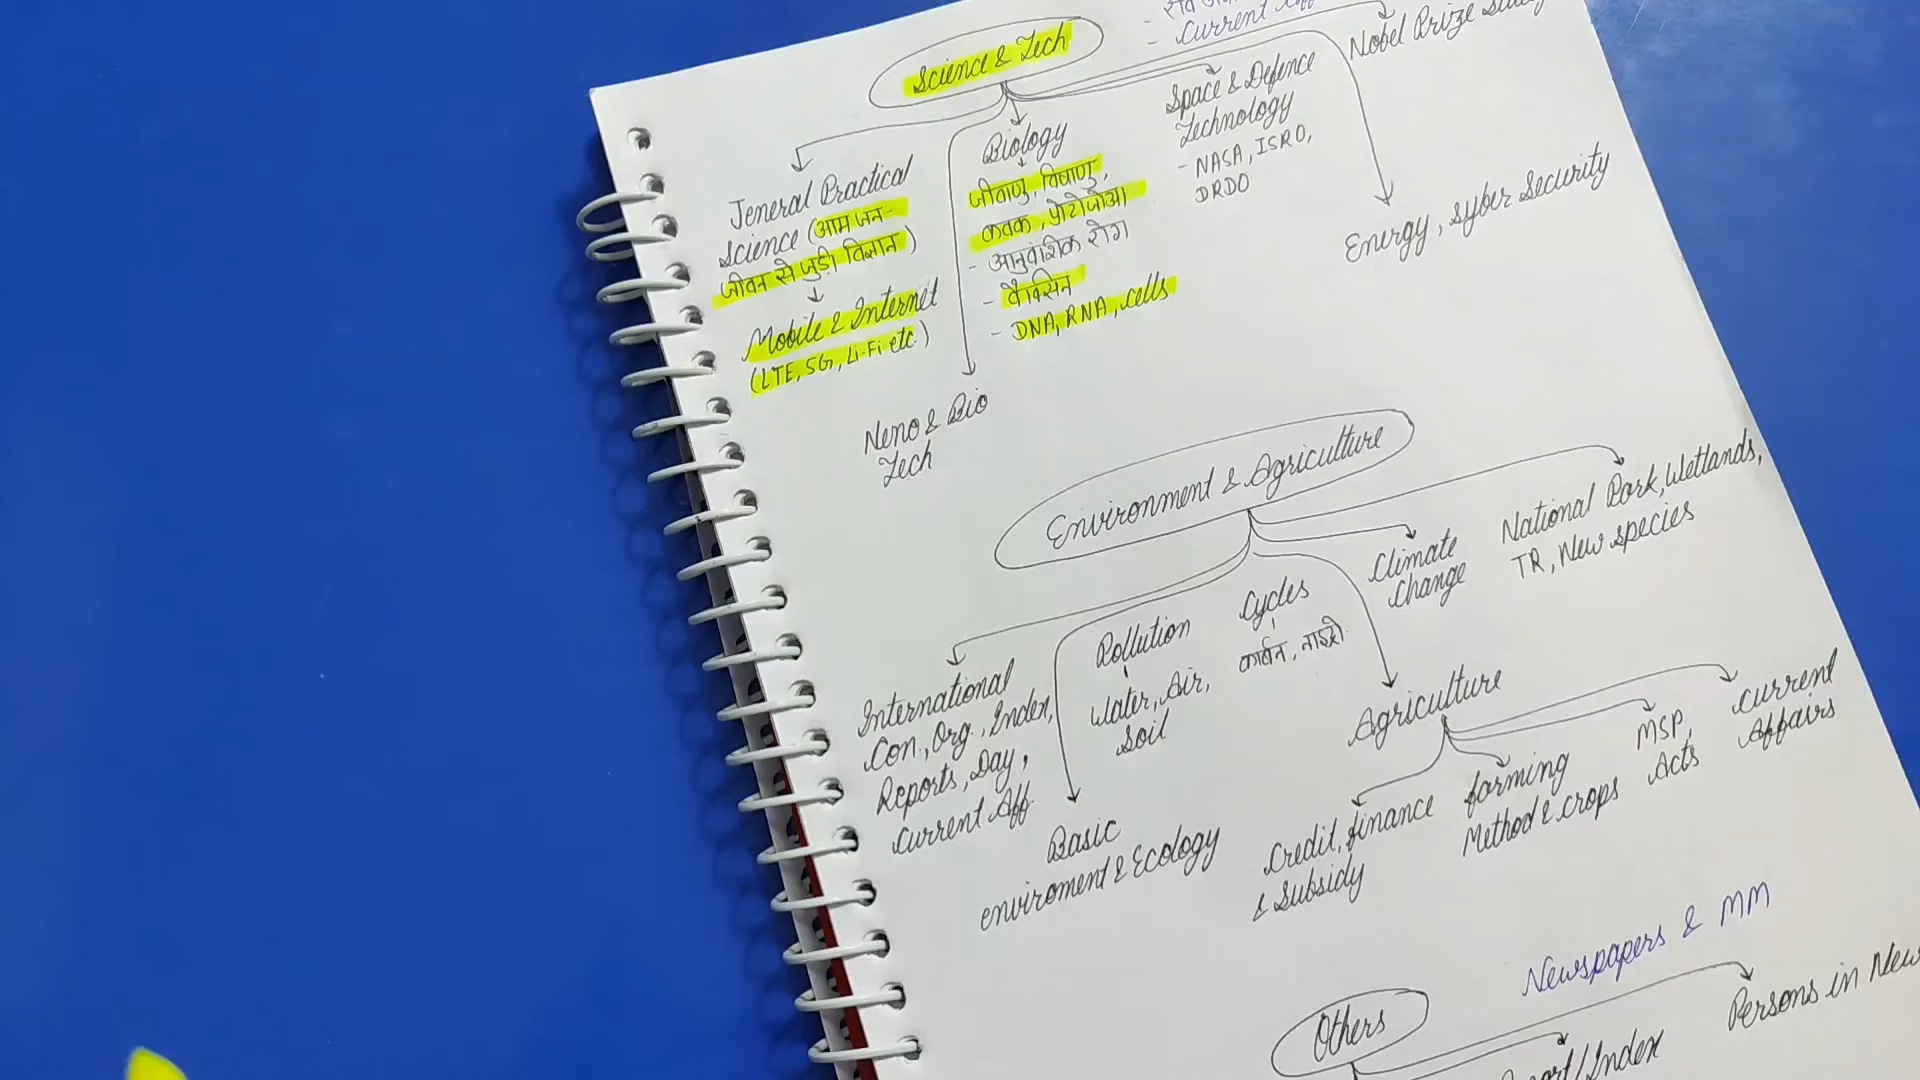 - Current Aff
Science & Tech
Nobel Prize
Space & Defence
Technology
- NASA, ISRO,
DRDO
Biology
जीवाणु, विषाणु,
कवक, प्रोटोजोआ
- आनुवांशिक रोग
- वैक्सिन
- DNA, RNA, cells
Jeneral Practical
Science (आम जन-
जीवन से जुड़ी विज्ञान)
Mobile & Internet
(LTE, 5G, Li-Fi etc.)
Energy, syber Security
Neno & Bio
Tech
Environment & Agriculture
National Park, Wetlands,
TR, New species
Climate
Change
Cycles
कार्बन, नाइट्रो.
Pollution
Water, Air,
Soil
International
Con., Org., Index,
Reports, Day,
Current Aff.
Basic
enviroment & Ecology
Agriculture
Credit, finance
& Subsidy
farming
Method & crops
MSP,
Acts
Current
Affairs
Newspapers & MM
Others
Persons in New
/Index